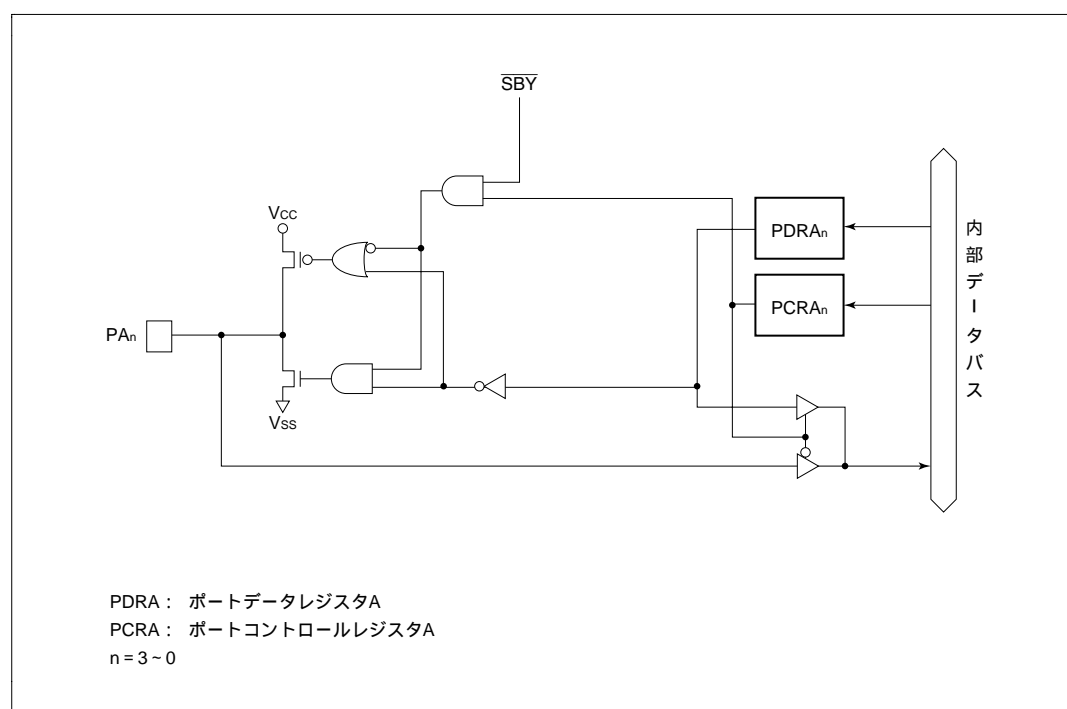 SBY
VCC
PDRAn
PCRAn
PAn
VSS
内部データバス
PDRA： ポートデータレジスタA
PCRA： ポートコントロールレジスタA
n = 3 ~ 0